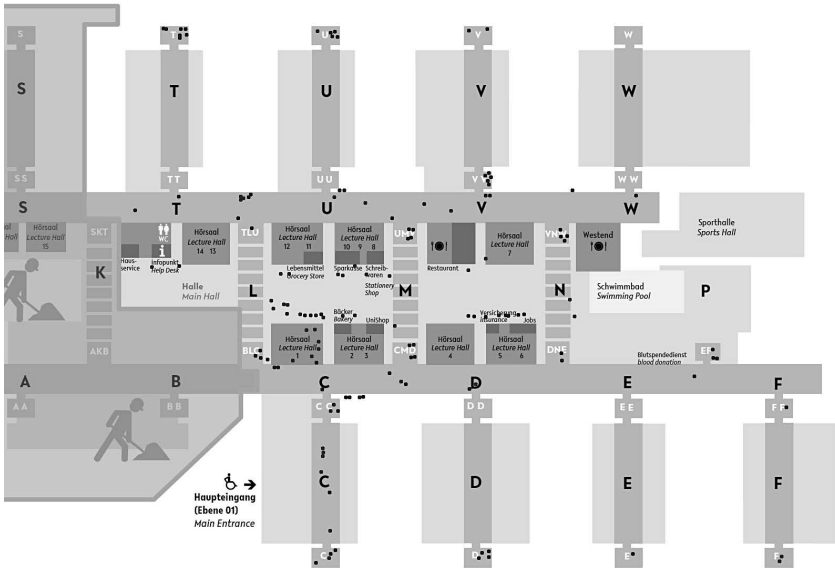 S
T
U
V
W
S
T
U
V
W
SS
TT
UU
V
WW
S
T
U
V
W
Hall
Hörsaal
Lecture Hall
15
SKT
WC
Haus-
service
Infopunkt
Help Desk
Hörsaal
Lecture Hall
14 13
TLU
Hörsaal
Lecture Hall
12 11
Lebensmittel
Grocery Store
Hörsaal
Lecture Hall
10 9 8
Sparkasse
Schreib-
waren
Stationery
Shop
UMV
Restaurant
Hörsaal
Lecture Hall
7
VN
Westend
Sporthalle
Sports Hall
K
Halle
Main Hall
L
M
N
Schwimmbad
Swimming Pool
P
Bäcker
Bakery
UniShop
Versicherung
Insurance
Jobs
AKB
BLC
Hörsaal
Lecture Hall
1
Hörsaal
Lecture Hall
2 3
CMD
Hörsaal
Lecture Hall
4
Hörsaal
Lecture Hall
5 6
DNE
Blutspendedienst
blood donation
A
B
C
D
E
F
AA
BB
CC
DD
EE
FF
Haupteingang
(Ebene 01)
Main Entrance
C
D
E
F
C
D
E
F